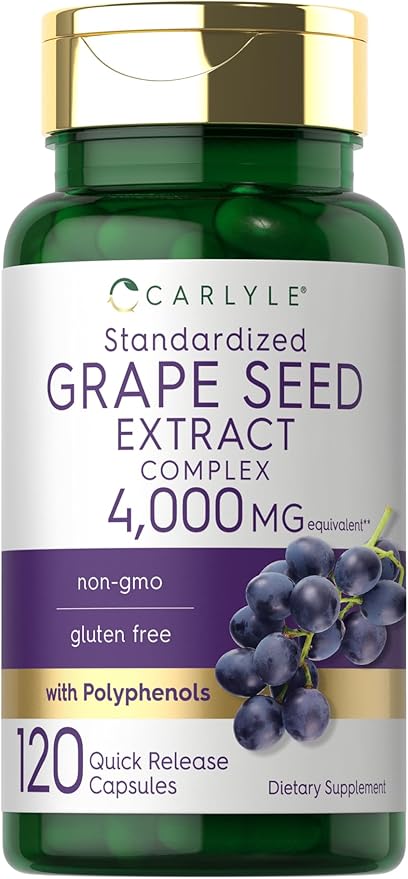 CARLYLE®
Standardized
GRAPE SEED
EXTRACT
COMPLEX
4,000 MG equivalent**
non-gmo
gluten free
with Polyphenols
120 Quick Release
Capsules
Dietary Supplement